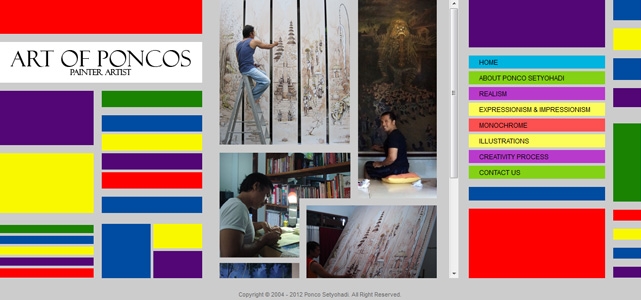 ART OF PONCOS
PAINTER ARTIST
HOME
ABOUT PONCO SETYOHADI
REALISM
EXPRESSIONISM & IMPRESSIONISM
MONOCHROME
ILLUSTRATIONS
CREATIVITY PROCESS
CONTACT US
Copyright © 2004 - 2012 Ponco Setyohadi. All Right Reserved.